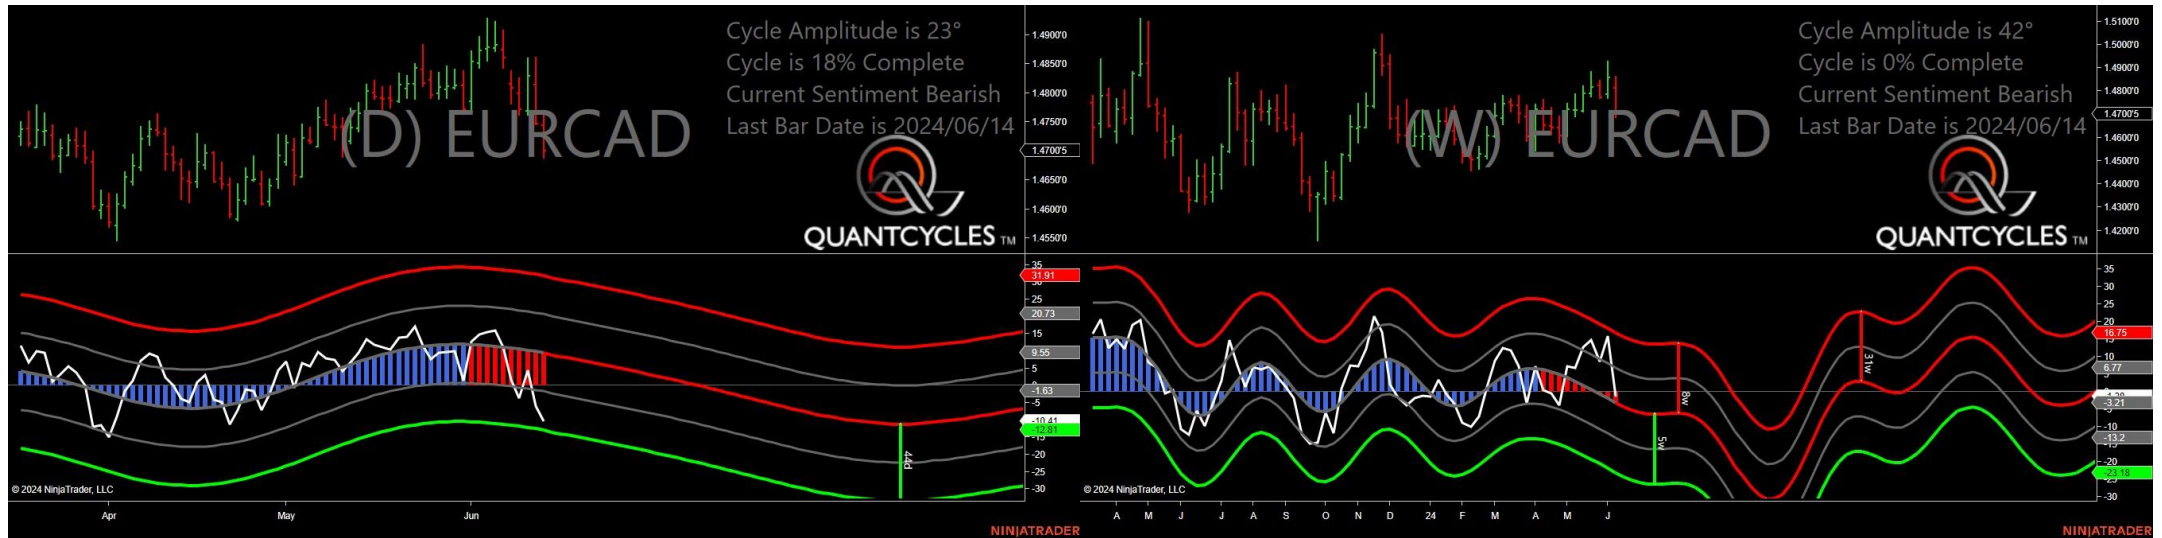 Cycle Amplitude is 23°
Cycle is 18% Complete
Current Sentiment Bearish
Last Bar Date is 2024/06/14
(D) EURCAD
QUANTCYCLES TM
1.4900'0
1.4850'0
1.4800'0
1.4750'0
1.4700'5
1.4650'0
1.4600'0
1.4550'0
35
31.91
25
20.73
15
9.55
5
-1.63
-5
-10.41
-12.81
-15
-20
-25
-30
44d
© 2024 NinjaTrader, LLC
Apr May Jun
NINJATRADER
Cycle Amplitude is 42°
Cycle is 0% Complete
Current Sentiment Bearish
Last Bar Date is 2024/06/14
(W) EURCAD
QUANTCYCLES TM
1.5100'0
1.5000'0
1.4900'0
1.4800'0
1.4700'5
1.4600'0
1.4500'0
1.4400'0
1.4300'0
1.4200'0
35
30
25
20
16.75
10
6.77
-3.21
-10
-13.2
-20
-23.18
-30
8w
5w
31w
© 2024 NinjaTrader, LLC
A M J J A S O N D 24 F M A M J
NINJATRADER